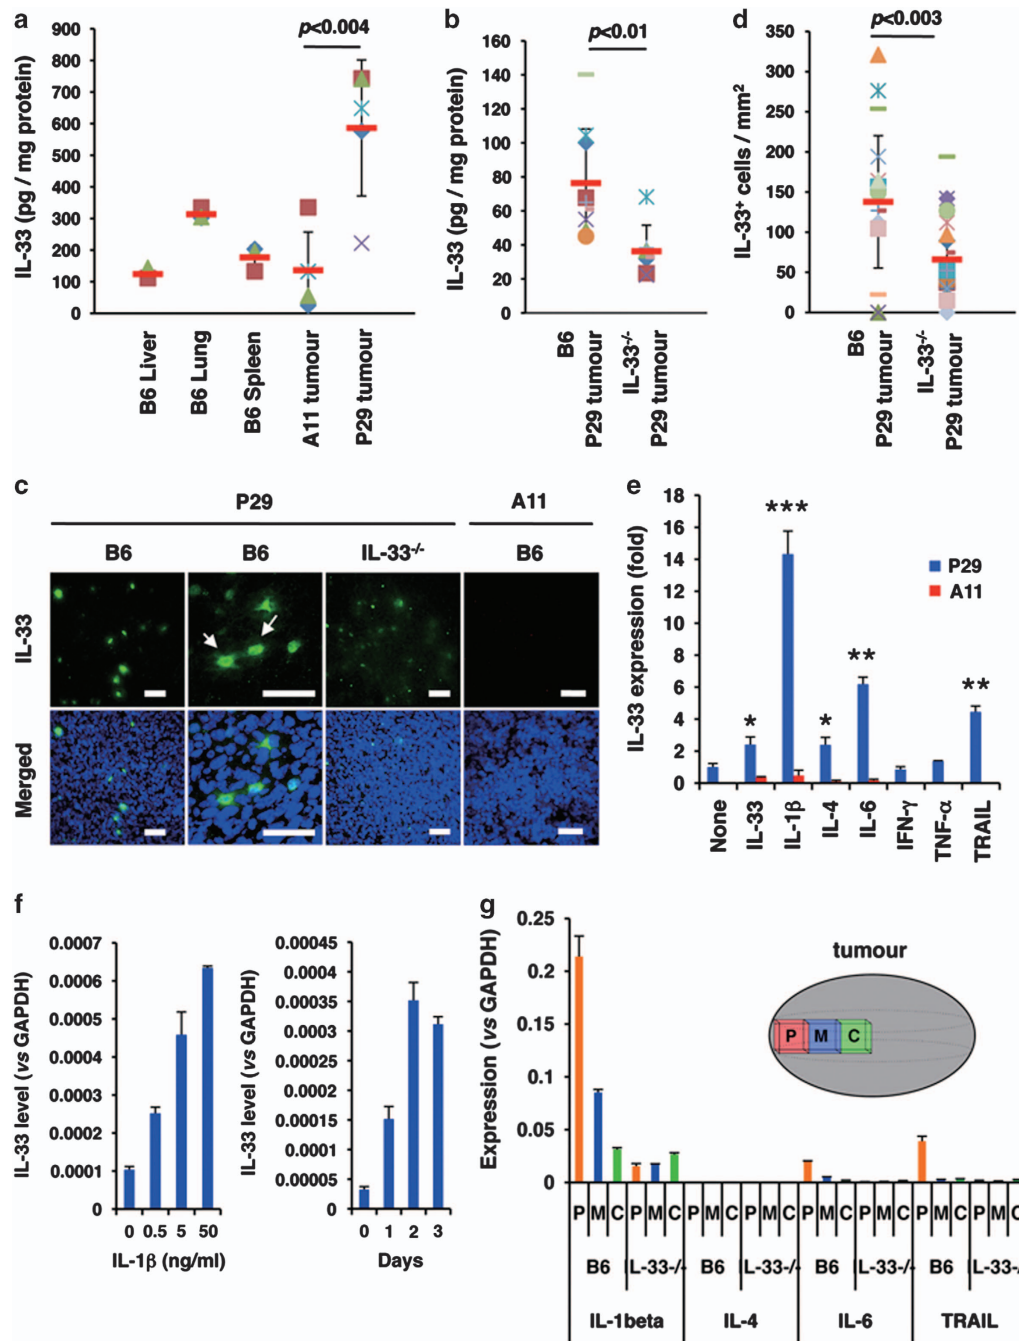 a
p<0.004
IL-33 (pg / mg protein)
900
800
700
600
500
400
300
200
100
0
B6 Liver
B6 Lung
B6 Spleen
A11 tumour
P29 tumour
b
p<0.01
IL-33 (pg / mg protein)
160
140
120
100
80
60
40
20
0
B6
P29 tumour
IL-33-/-
P29 tumour
d
p<0.003
IL-33+ cells / mm2
350
300
250
200
150
100
50
0
B6
P29 tumour
IL-33-/-
P29 tumour
c
P29
A11
B6
B6
IL-33-/-
B6
IL-33
Merged
e
IL-33 expression (fold)
18
16
14
12
10
8
6
4
2
0
*
***
*
**
**
P29
A11
None
IL-33
IL-1β
IL-4
IL-6
IFN-γ
TNF-α
TRAIL
f
IL-33 level (vs GAPDH)
0.0007
0.0006
0.0005
0.0004
0.0003
0.0002
0.0001
0
0 0.5 5 50
IL-1β (ng/ml)
IL-33 level (vs GAPDH)
0.00045
0.0004
0.00035
0.0003
0.00025
0.0002
0.00015
0.0001
0.00005
0
0 1 2 3
Days
g
Expression (vs GAPDH)
0.25
0.2
0.15
0.1
0.05
0
tumour
P M C
P M C P M C P M C P M C P M C P M C P M C P M C
B6 IL-33-/- B6 IL-33-/- B6 IL-33-/- B6 IL-33-/
IL-1beta IL-4 IL-6 TRAIL